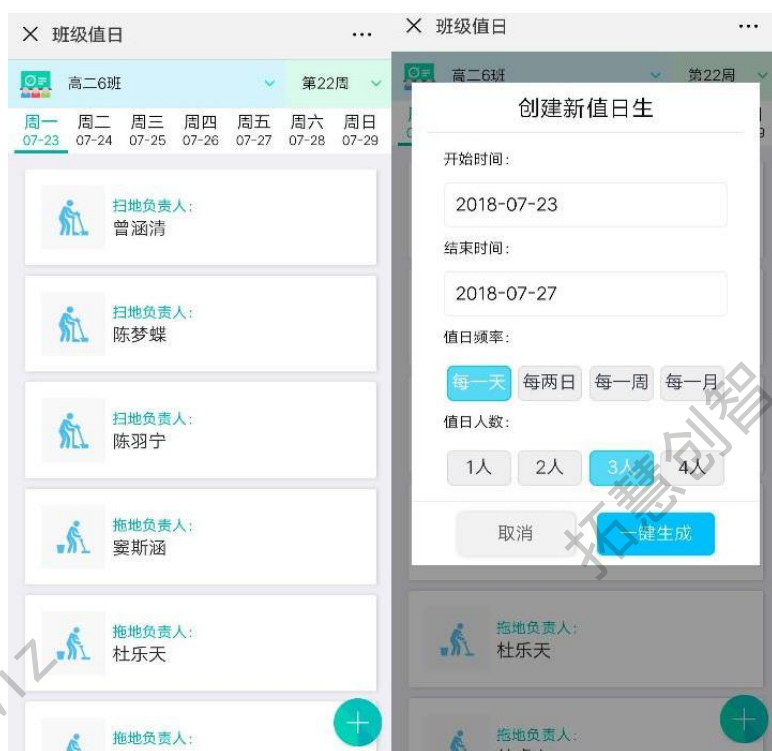 班级值日
高二6班
第22周
周一 周二 周三 周四 周五 周六 周日
07-23 07-24 07-25 07-26 07-27 07-28 07-29
扫地负责人:
曾涵清
扫地负责人:
陈梦蝶
扫地负责人:
陈羽宁
拖地负责人:
窦斯涵
拖地负责人:
杜乐天
拖地负责人:
班级值日
高二6班
第22周
创建新值日生
开始时间:
2018-07-23
结束时间:
2018-07-27
值日频率:
每一天 每两日 每一周 每一月
值日人数:
1人 2人 3人 4人
取消 一键生成
拖地负责人:
杜乐天
拖地负责人:
拓慧创智